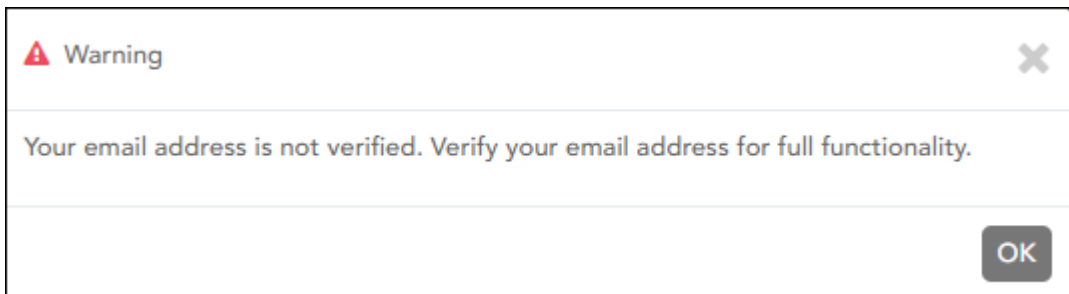 Warning
Your email address is not verified. Verify your email address for full functionality.
OK